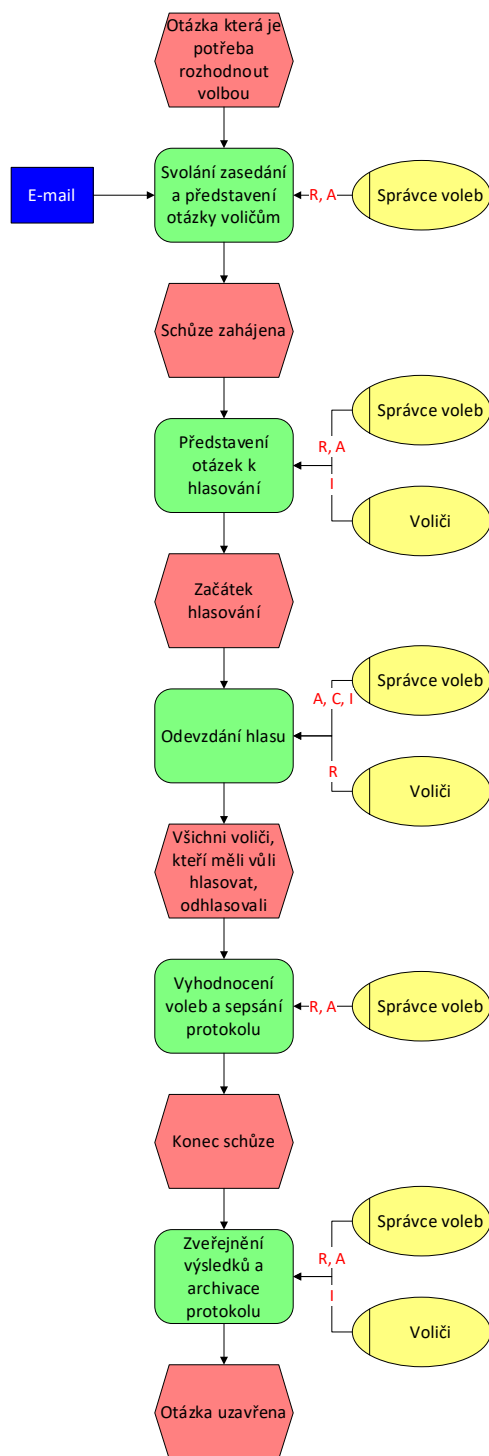 Otázka která je
potřeba
rozhodnout
volbou
E-mail
Svolání zasedání
a představení
otázky voličům
R, A
Správce voleb
Schůze zahájena
Představení
otázek k
hlasování
R, A
Správce voleb
I
Voliči
Začátek
hlasování
Odevzdání hlasu
A, C, I
Správce voleb
R
Voliči
Všichni voliči,
kteří měli vůli
hlasovat,
odhlasovali
Vyhodnocení
voleb a sepsání
protokolu
R, A
Správce voleb
Konec schůze
Zveřejnění
výsledků a
archivace
protokolu
R, A
Správce voleb
I
Voliči
Otázka uzavřena